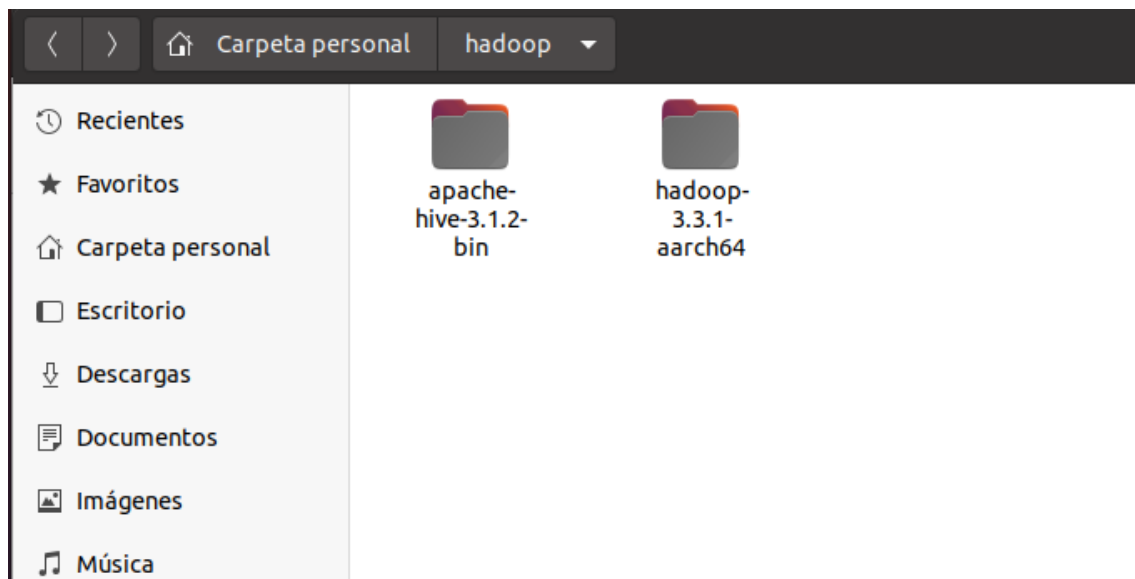 Carpeta personal hadoop
Recientes
Favoritos
Carpeta personal
Escritorio
Descargas
Documentos
Imágenes
Música
apache-
hive-3.1.2-
bin
hadoop-
3.3.1-
aarch64